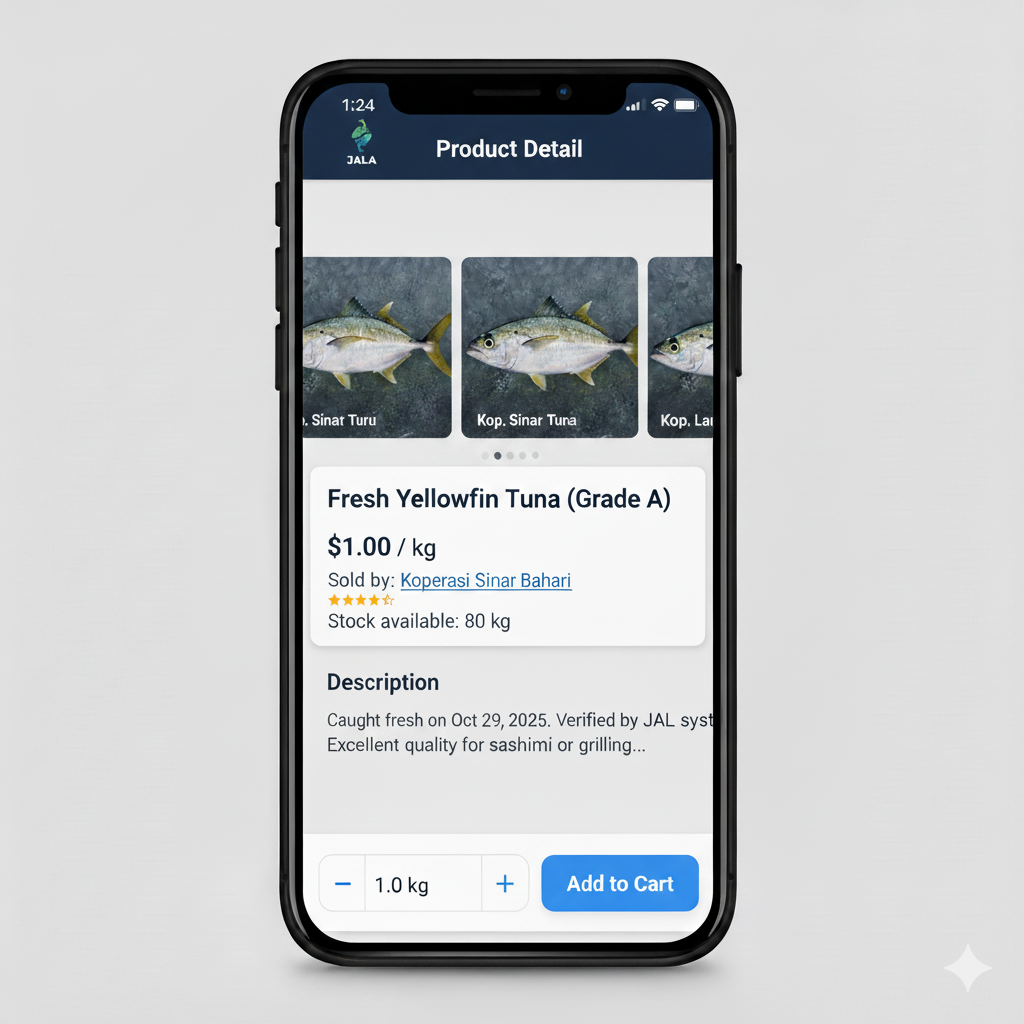 1:24
JALA
Product Detail
. Sinar Turu
Kop. Sinar Tuna
Kop. Lau
Fresh Yellowfin Tuna (Grade A)
$1.00 / kg
Sold by: Koperasi Sinar Bahari
Stock available: 80 kg
Description
Caught fresh on Oct 29, 2025. Verified by JAL syst
Excellent quality for sashimi or grilling...
− 1.0 kg +
Add to Cart